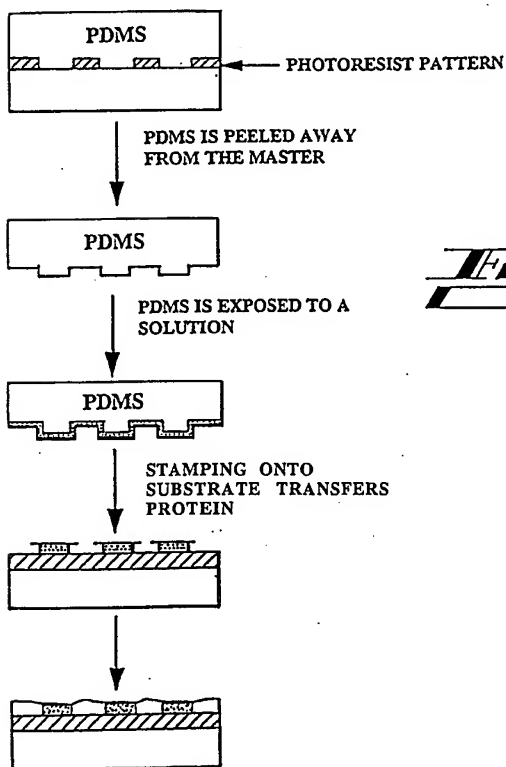 PDMS
PHOTORESIST PATTERN
PDMS IS PEELED AWAY
FROM THE MASTER
PDMS
PDMS IS EXPOSED TO A
SOLUTION
PDMS
STAMPING ONTO
SUBSTRATE TRANSFERS
PROTEIN